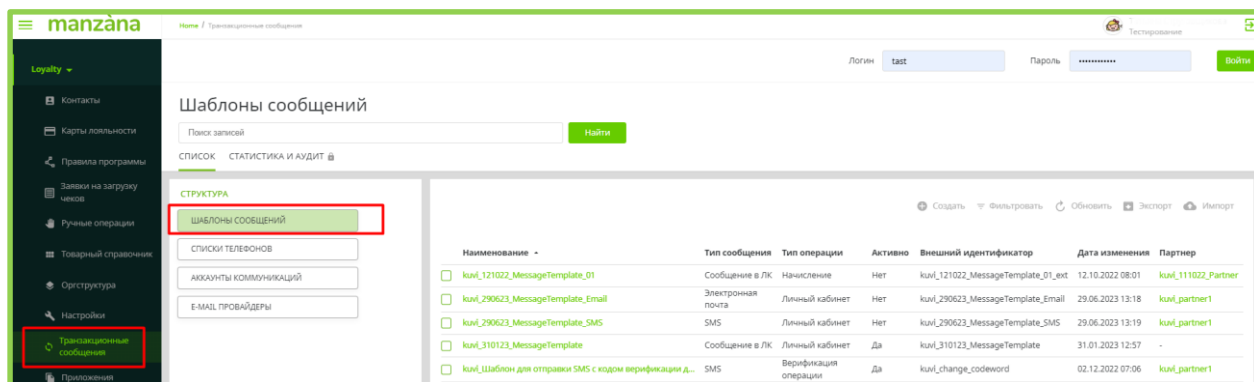 manzàna
Home / Транзакционные сообщения
Тестирование
Loyalty
Логин tast Пароль ............ Войти
Контакты
Карты лояльности
Правила программы
Заявки на загрузку
чеков
Ручные операции
Товарный справочник
Оргструктура
Настройки
Транзакционные
сообщения
Приложения
Шаблоны сообщений
Поиск записей Найти
СПИСОК СТАТИСТИКА И АУДИТ
СТРУКТУРА
ШАБЛОНЫ СООБЩЕНИЙ
СПИСКИ ТЕЛЕФОНОВ
АККАУНТЫ КОММУНИКАЦИЙ
E-MAIL ПРОВАЙДЕРЫ
Создать Фильтровать Обновить Экспорт Импорт
Наименование Тип сообщения Тип операции Активно Внешний идентификатор Дата изменения Партнер
kuvi_121022_MessageTemplate_01 Сообщение в ЛК Начисление Нет kuvi_121022_MessageTemplate_01_ext 12.10.2022 08:01 kuvi_111022_Partner
kuvi_290623_MessageTemplate_Email Электронная почта Личный кабинет Нет kuvi_290623_MessageTemplate_Email 29.06.2023 13:18 kuvi_partner1
kuvi_290623_MessageTemplate_SMS SMS Личный кабинет Нет kuvi_290623_MessageTemplate_SMS 29.06.2023 13:19 kuvi_partner1
kuvi_310123_MessageTemplate Сообщение в ЛК Личный кабинет Да kuvi_310123_MessageTemplate 31.01.2023 12:57 -
kuvi_Шаблон для отправки SMS с кодом верификации д... SMS Верификация операции Да kuvi_change_codeword 02.12.2022 07:06 kuvi_partner1